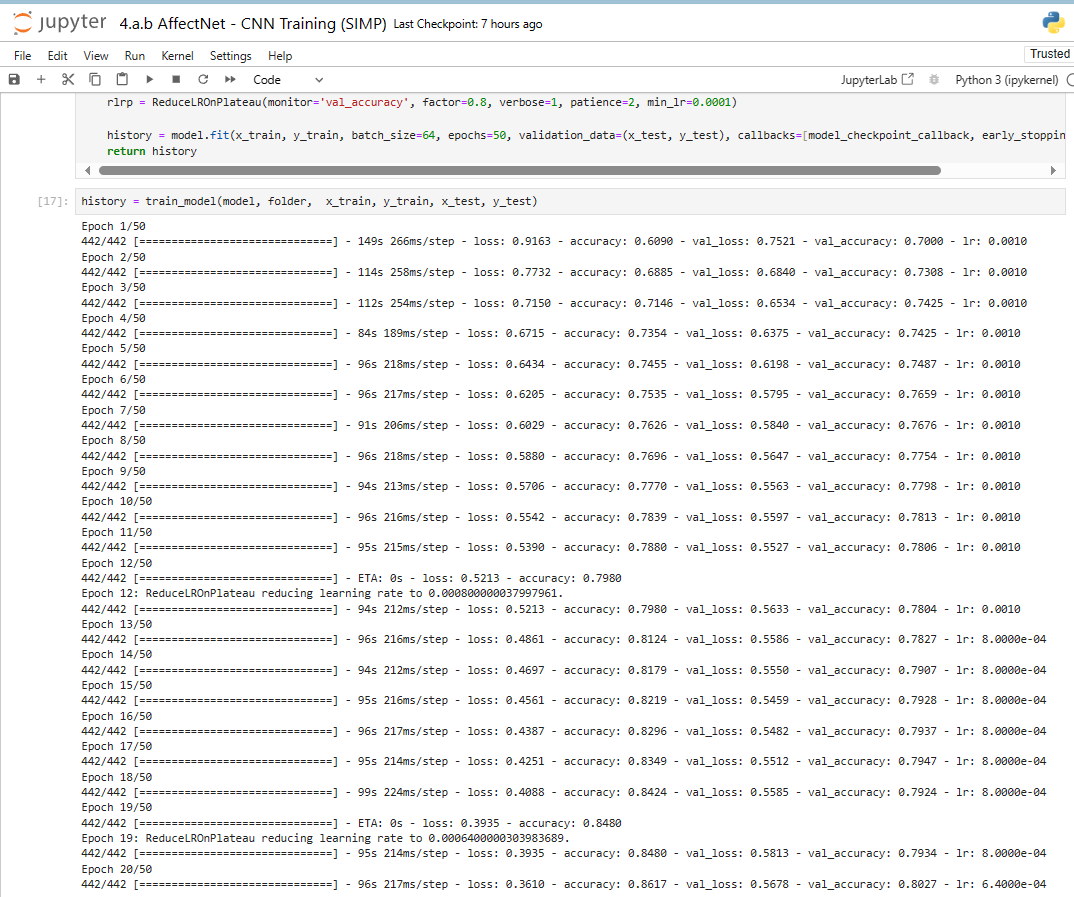 jupyter 4.a.b AffectNet - CNN Training (SIMP) Last Checkpoint: 7 hours ago
File Edit View Run Kernel Settings Help Trusted
Code JupyterLab Python 3 (ipykernel)
rlrp = ReduceLROnPlateau(monitor='val_accuracy', factor=0.8, verbose=1, patience=2, min_lr=0.0001)
history = model.fit(x_train, y_train, batch_size=64, epochs=50, validation_data=(x_test, y_test), callbacks=[model_checkpoint_callback, early_stoppin
return history
[17]: history = train_model(model, folder,  x_train, y_train, x_test, y_test)
Epoch 1/50
442/442 [==============================] - 149s 266ms/step - loss: 0.9163 - accuracy: 0.6090 - val_loss: 0.7521 - val_accuracy: 0.7000 - lr: 0.0010
Epoch 2/50
442/442 [==============================] - 114s 258ms/step - loss: 0.7732 - accuracy: 0.6885 - val_loss: 0.6840 - val_accuracy: 0.7308 - lr: 0.0010
Epoch 3/50
442/442 [==============================] - 112s 254ms/step - loss: 0.7150 - accuracy: 0.7146 - val_loss: 0.6534 - val_accuracy: 0.7425 - lr: 0.0010
Epoch 4/50
442/442 [==============================] - 84s 189ms/step - loss: 0.6715 - accuracy: 0.7354 - val_loss: 0.6375 - val_accuracy: 0.7425 - lr: 0.0010
Epoch 5/50
442/442 [==============================] - 96s 218ms/step - loss: 0.6434 - accuracy: 0.7455 - val_loss: 0.6198 - val_accuracy: 0.7487 - lr: 0.0010
Epoch 6/50
442/442 [==============================] - 96s 217ms/step - loss: 0.6205 - accuracy: 0.7535 - val_loss: 0.5795 - val_accuracy: 0.7659 - lr: 0.0010
Epoch 7/50
442/442 [==============================] - 91s 206ms/step - loss: 0.6029 - accuracy: 0.7626 - val_loss: 0.5840 - val_accuracy: 0.7676 - lr: 0.0010
Epoch 8/50
442/442 [==============================] - 96s 218ms/step - loss: 0.5880 - accuracy: 0.7696 - val_loss: 0.5647 - val_accuracy: 0.7754 - lr: 0.0010
Epoch 9/50
442/442 [==============================] - 94s 213ms/step - loss: 0.5706 - accuracy: 0.7770 - val_loss: 0.5563 - val_accuracy: 0.7798 - lr: 0.0010
Epoch 10/50
442/442 [==============================] - 96s 216ms/step - loss: 0.5542 - accuracy: 0.7839 - val_loss: 0.5597 - val_accuracy: 0.7813 - lr: 0.0010
Epoch 11/50
442/442 [==============================] - 95s 215ms/step - loss: 0.5390 - accuracy: 0.7880 - val_loss: 0.5527 - val_accuracy: 0.7806 - lr: 0.0010
Epoch 12/50
442/442 [==============================] - ETA: 0s - loss: 0.5213 - accuracy: 0.7980
Epoch 12: ReduceLROnPlateau reducing learning rate to 0.000800000037997961.
442/442 [==============================] - 94s 212ms/step - loss: 0.5213 - accuracy: 0.7980 - val_loss: 0.5633 - val_accuracy: 0.7804 - lr: 0.0010
Epoch 13/50
442/442 [==============================] - 96s 216ms/step - loss: 0.4861 - accuracy: 0.8124 - val_loss: 0.5586 - val_accuracy: 0.7827 - lr: 8.0000e-04
Epoch 14/50
442/442 [==============================] - 94s 212ms/step - loss: 0.4697 - accuracy: 0.8179 - val_loss: 0.5550 - val_accuracy: 0.7907 - lr: 8.0000e-04
Epoch 15/50
442/442 [==============================] - 95s 216ms/step - loss: 0.4561 - accuracy: 0.8219 - val_loss: 0.5459 - val_accuracy: 0.7928 - lr: 8.0000e-04
Epoch 16/50
442/442 [==============================] - 96s 217ms/step - loss: 0.4387 - accuracy: 0.8296 - val_loss: 0.5482 - val_accuracy: 0.7937 - lr: 8.0000e-04
Epoch 17/50
442/442 [==============================] - 95s 214ms/step - loss: 0.4251 - accuracy: 0.8349 - val_loss: 0.5512 - val_accuracy: 0.7947 - lr: 8.0000e-04
Epoch 18/50
442/442 [==============================] - 99s 224ms/step - loss: 0.4088 - accuracy: 0.8424 - val_loss: 0.5585 - val_accuracy: 0.7924 - lr: 8.0000e-04
Epoch 19/50
442/442 [==============================] - ETA: 0s - loss: 0.3935 - accuracy: 0.8480
Epoch 19: ReduceLROnPlateau reducing learning rate to 0.0006400000303983689.
442/442 [==============================] - 95s 214ms/step - loss: 0.3935 - accuracy: 0.8480 - val_loss: 0.5813 - val_accuracy: 0.7934 - lr: 8.0000e-04
Epoch 20/50
442/442 [==============================] - 96s 217ms/step - loss: 0.3610 - accuracy: 0.8617 - val_loss: 0.5678 - val_accuracy: 0.8027 - lr: 6.4000e-04